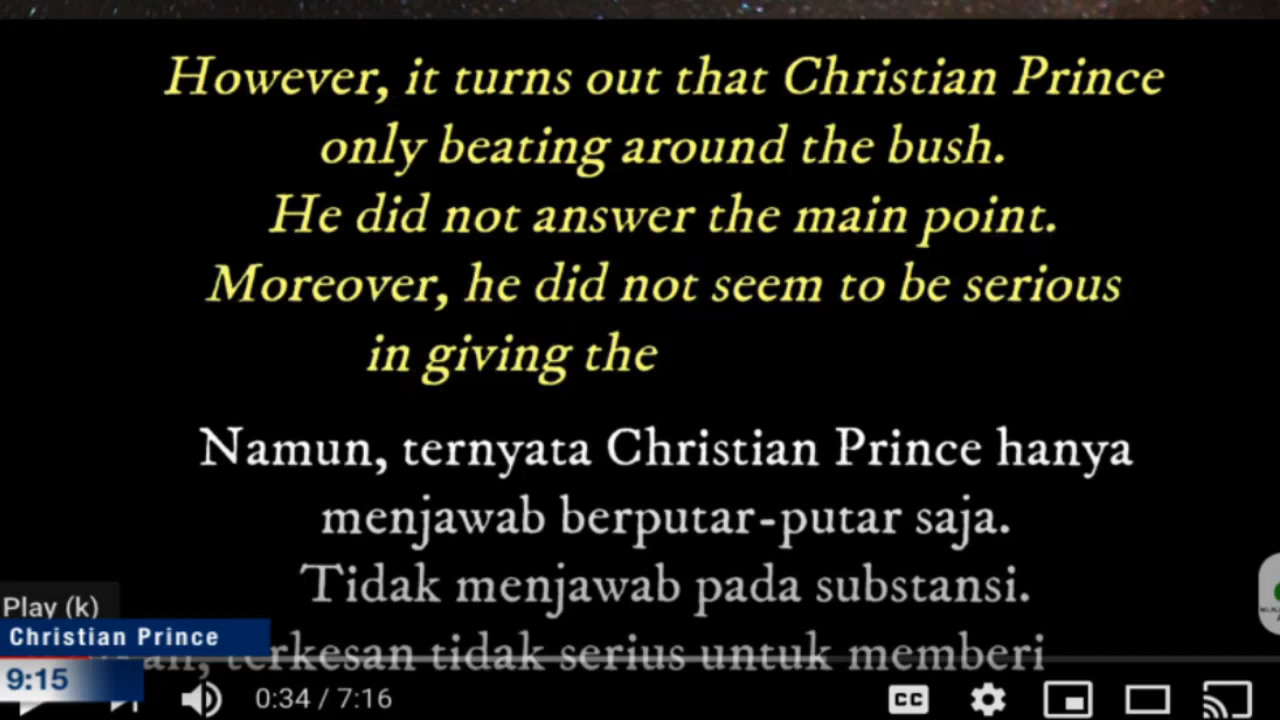 However, it turns out that Christian Prince
only beating around the bush.
He did not answer the main point.
Moreover, he did not seem to be serious
in giving the
Namun, ternyata Christian Prince hanya
menjawab berputar-putar saja.
Tidak menjawab pada substansi.
terkesan tidak serius untuk memberi
Play (k)
Christian Prince
9:15
0:34 / 7:16
CC